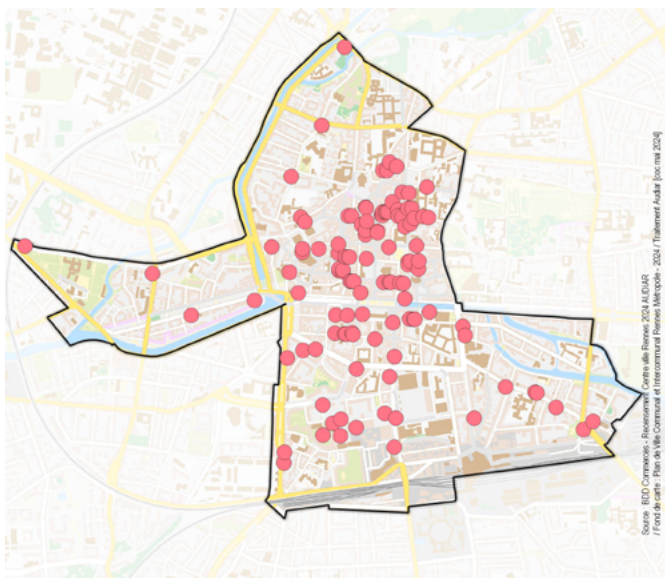 Source : BDD Commerces - Recensement Centre-ville Rennes 2024 AUDIAR
/ Fond de carte : Plan de Ville Communal et Intercommunal Rennes Métropole - 2024 / Traitement Audiar [coc mai 2024]